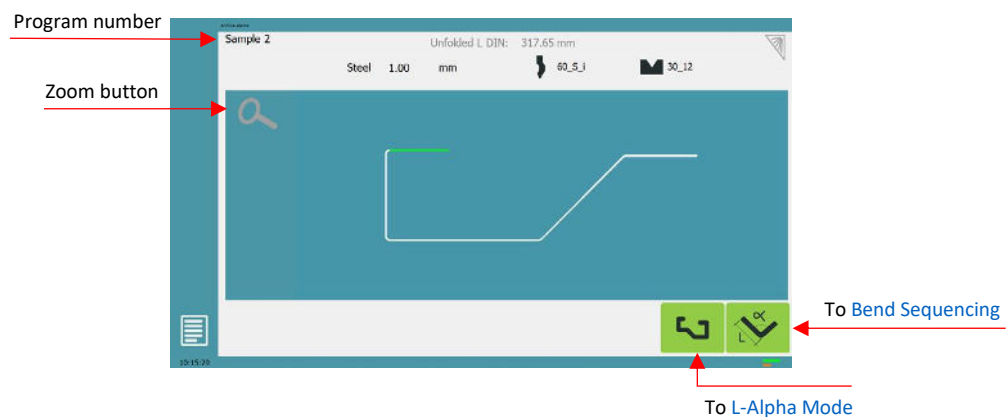 Program number
Sample 2
Unfolded L DIN: 317.65 mm
Steel 1.00 mm 60_5_i 30_12
Zoom button
α
L
To Bend Sequencing
10:15:20
To L-Alpha Mode